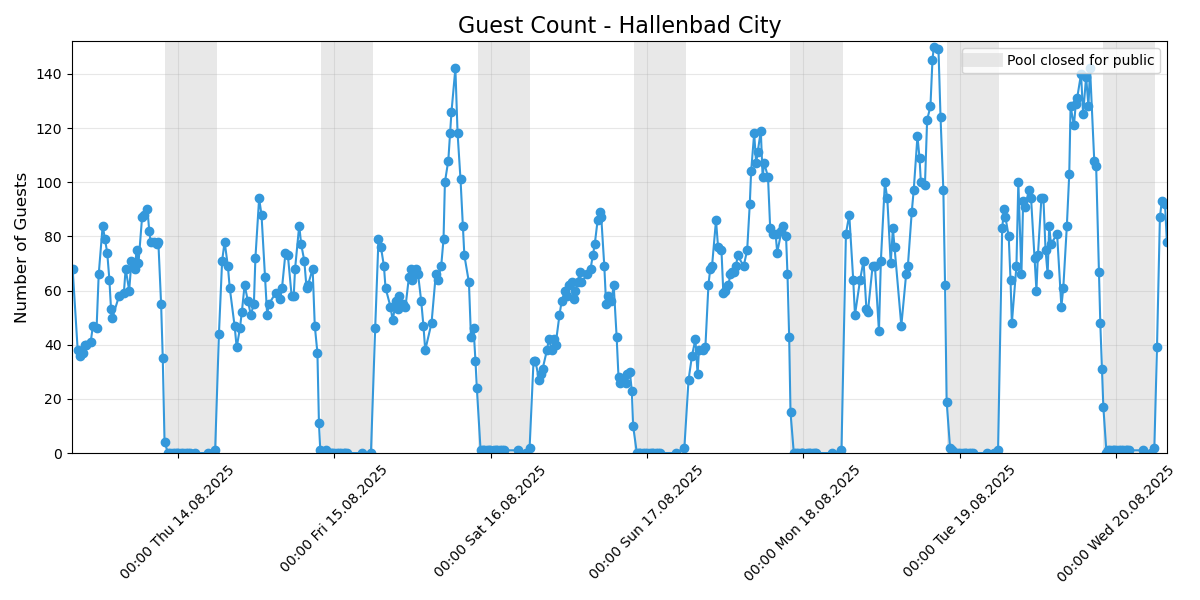 Guest Count - Hallenbad City
Number of Guests
140
120
100
80
60
40
20
0
Pool closed for public
00:00 Thu 14.08.2025
00:00 Fri 15.08.2025
00:00 Sat 16.08.2025
00:00 Sun 17.08.2025
00:00 Mon 18.08.2025
00:00 Tue 19.08.2025
00:00 Wed 20.08.2025